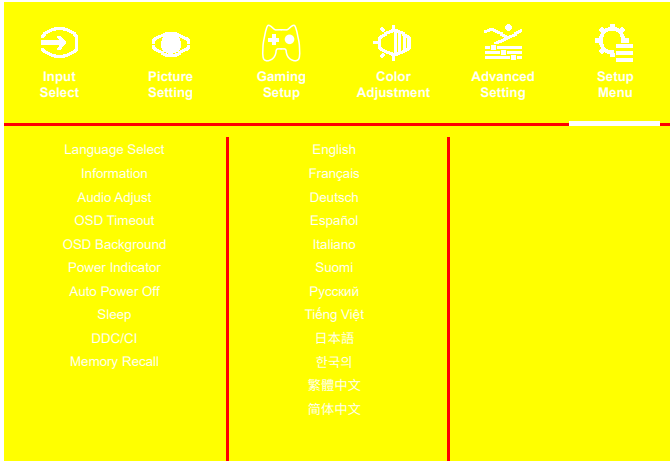 Input
Select
Picture
Setting
Gaming
Setup
Color
Adjustment
Advanced
Setting
Setup
Menu
Language Select
Information
Audio Adjust
OSD Timeout
OSD Background
Power Indicator
Auto Power Off
Sleep
DDC/CI
Memory Recall
English
Français
Deutsch
Español
Italiano
Suomi
Русский
Tiếng Việt
日本語
한국의
繁體中文
简体中文